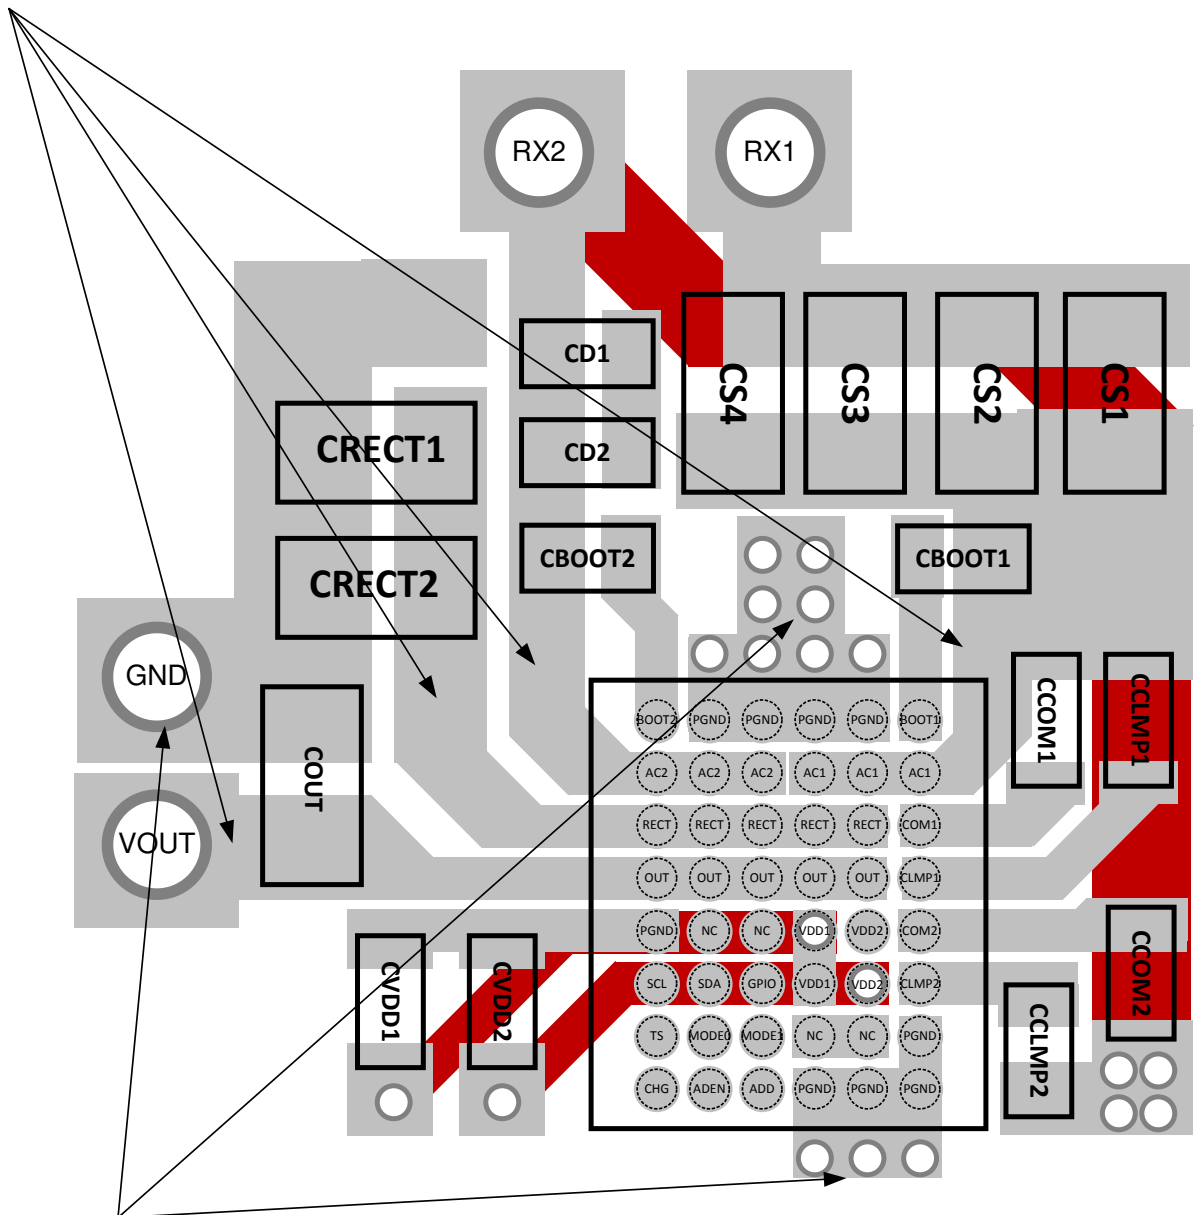 RX2
RX1
CD1
CD2
CS4
CS3
CS2
CS1
CRECT1
CRECT2
CBOOT2
CBOOT1
GND
VOUT
COUT
CCOM1
CCLMP1
BOOT2 PGND PGND PGND PGND BOOT1
AC2 AC2 AC2 AC1 AC1 AC1
RECT RECT RECT RECT RECT COM1
OUT OUT OUT OUT OUT CLMP1
PGND NC NC VDD1 VDD2 COM2
SCL SDA GPIO VDD1 VDD2 CLMP2
TS MODE0 MODE1 NC NC PGND
CHG ADEN ADD PGND PGND PGND
CVDD1
CVDD2
CCOM2
CCLMP2